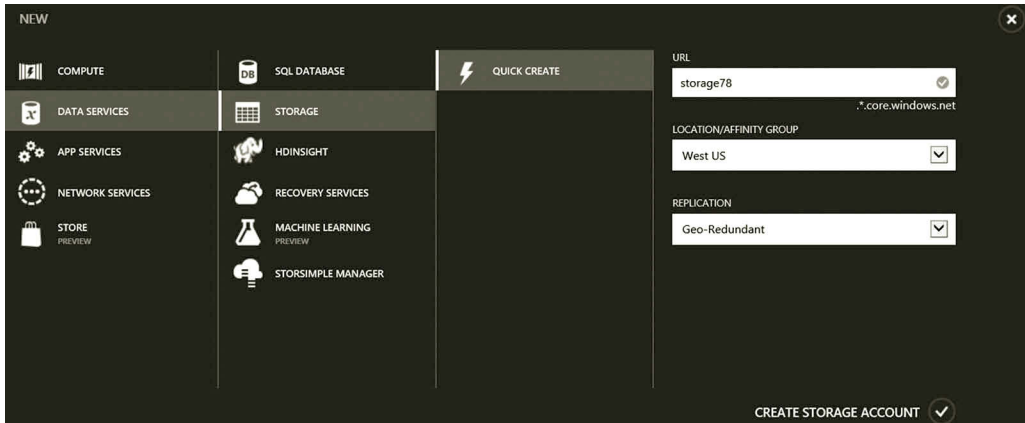 NEW
COMPUTE
DATA SERVICES
APP SERVICES
NETWORK SERVICES
STORE
PREVIEW
DB
SQL DATABASE
STORAGE
HDINSIGHT
RECOVERY SERVICES
MACHINE LEARNING
PREVIEW
STORSIMPLE MANAGER
QUICK CREATE
URL
storage78
.*.core.windows.net
LOCATION/AFFINITY GROUP
West US
REPLICATION
Geo-Redundant
CREATE STORAGE ACCOUNT